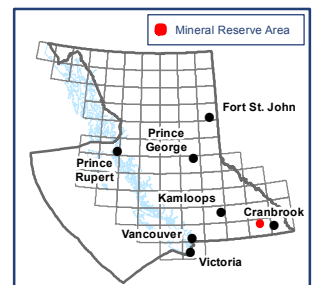 Mineral Reserve Area
Fort St. John
Prince
George
Prince
Rupert
Kamloops
Cranbrook
Vancouver
Victoria